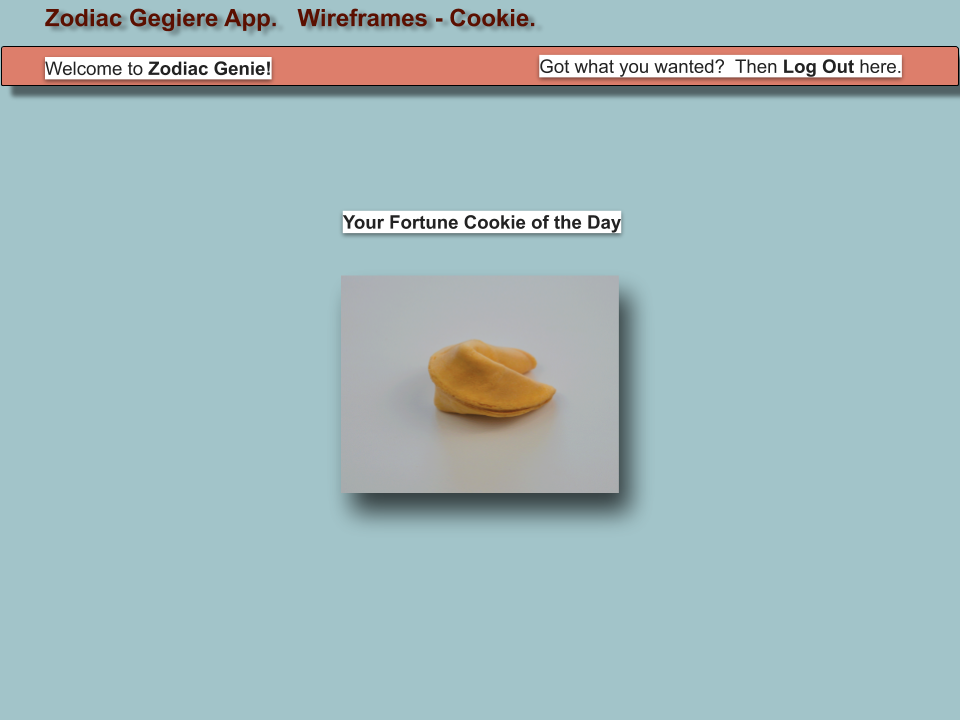 Zodiac Gegiere App.   Wireframes - Cookie.
Welcome to Zodiac Genie!
Got what you wanted?  Then Log Out here.
Your Fortune Cookie of the Day